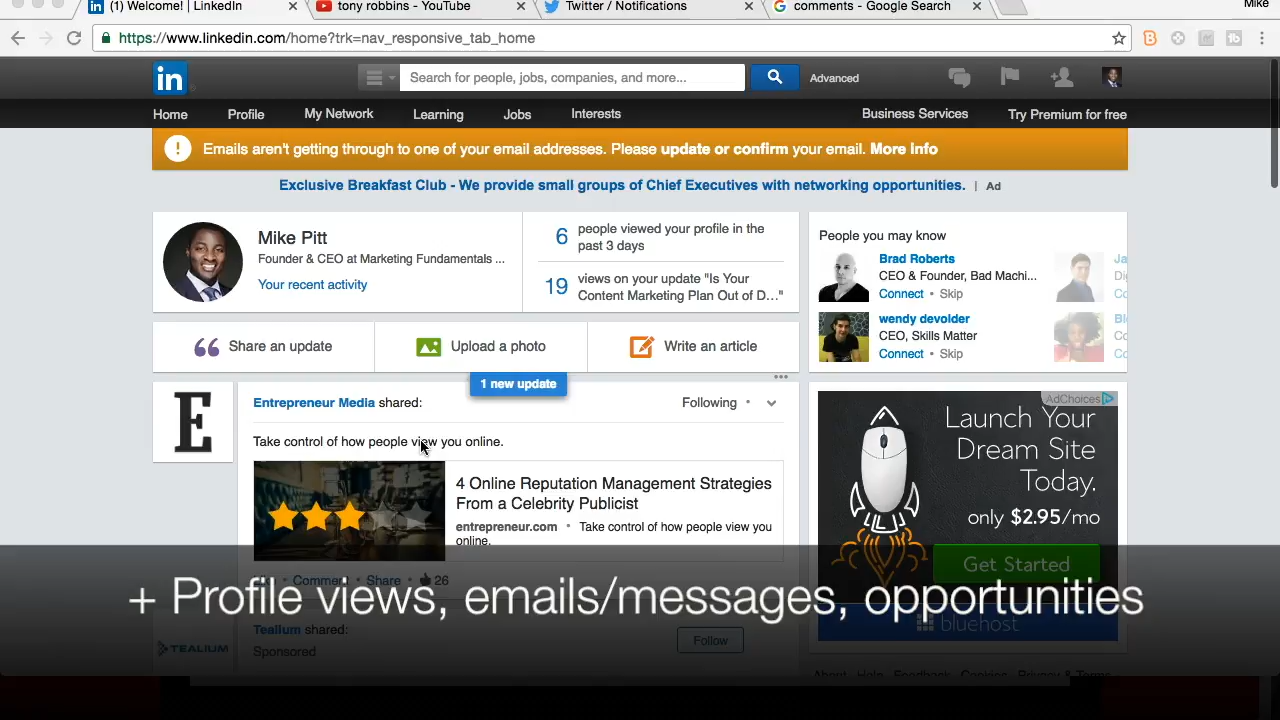 (1) Welcome! | LinkedIn
tony robbins - YouTube
Twitter / Notifications
comments - Google Search
Mike
https://www.linkedin.com/home?trk=nav_responsive_tab_home
in
Search for people, jobs, companies, and more...
Advanced
Home Profile My Network Learning Jobs Interests Business Services Try Premium for free
Emails aren't getting through to one of your email addresses. Please update or confirm your email. More Info
Exclusive Breakfast Club - We provide small groups of Chief Executives with networking opportunities. | Ad
Mike Pitt
Founder & CEO at Marketing Fundamentals ...
Your recent activity
6 people viewed your profile in the
past 3 days
19 views on your update "Is Your
Content Marketing Plan Out of D..."
People you may know
Brad Roberts
CEO & Founder, Bad Machi...
Connect • Skip
wendy devolder
CEO, Skills Matter
Connect • Skip
Share an update
Upload a photo
Write an article
1 new update
E
Entrepreneur Media shared:
Following
Take control of how people view you online.
4 Online Reputation Management Strategies
From a Celebrity Publicist
entrepreneur.com • Take control of how people view you
online.
Comment • Share • 26
+ Profile views, emails/messages, opportunities
TEALIUM
Tealium shared:
Sponsored
Follow
AdChoices
Launch Your
Dream Site
Today.
only $2.95/mo
Get Started
bluehost
About Help Feedback Careers Privacy & Terms